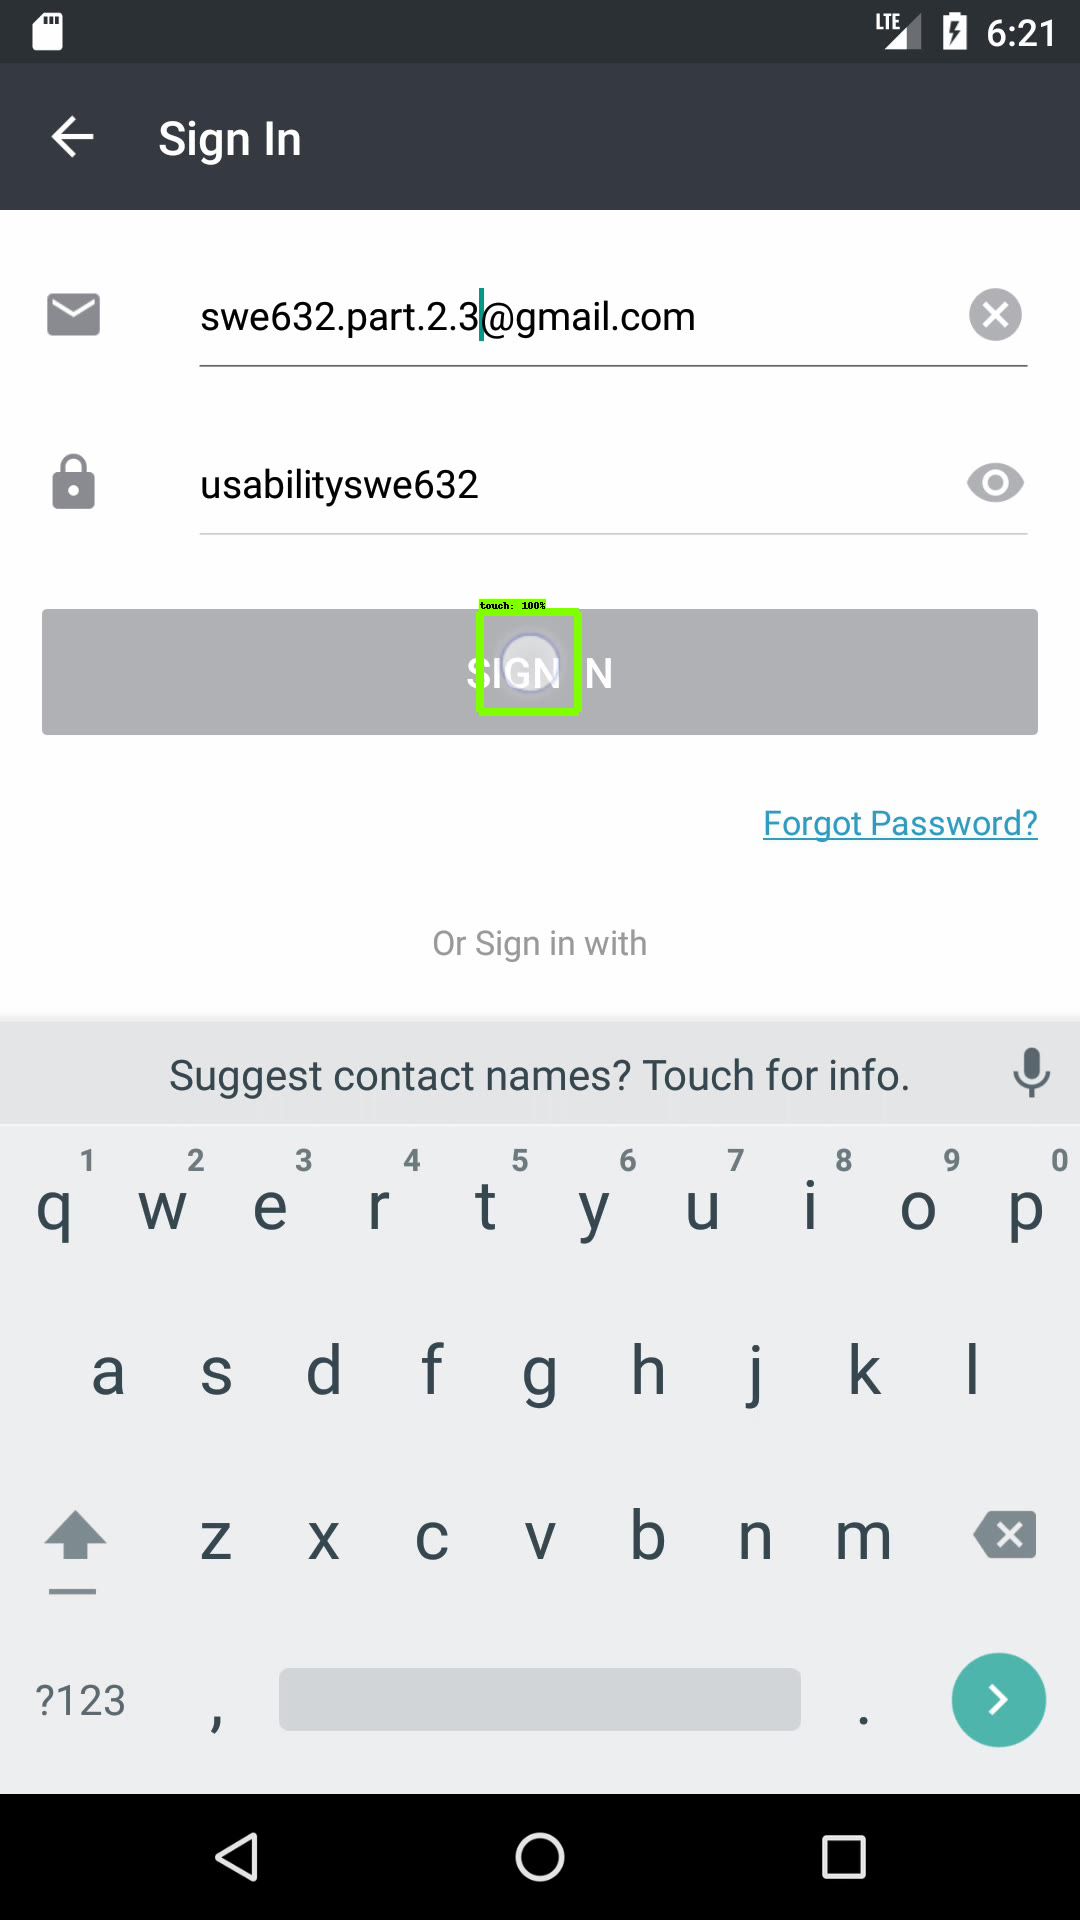 LTE 6:21
Sign In
swe632.part.2.3@gmail.com
usabilityswe632
touch: 100%
SIGN IN
Forgot Password?
Or Sign in with
Suggest contact names? Touch for info.
1 2 3 4 5 6 7 8 9 0
q w e r t y u i o p
a s d f g h j k l
z x c v b n m
?123 , .